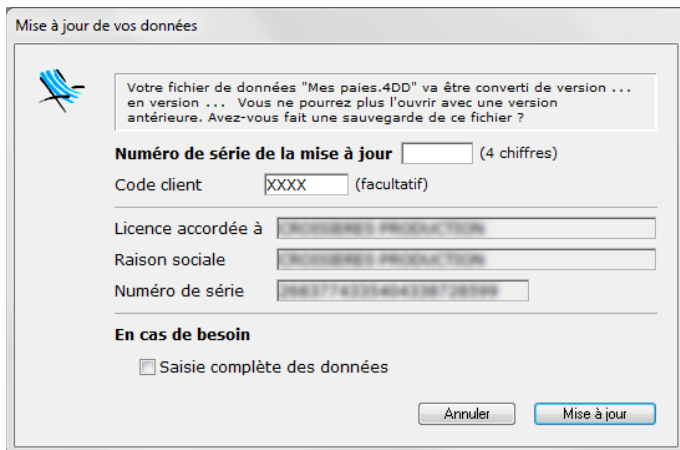 Mise à jour de vos données
Votre fichier de données "Mes paies.4DD" va être converti de version ...
en version ... Vous ne pourrez plus l'ouvrir avec une version
antérieure. Avez-vous fait une sauvegarde de ce fichier ?
Numéro de série de la mise à jour (4 chiffres)
Code client XXXX (facultatif)
Licence accordée à
Raison sociale
Numéro de série
En cas de besoin
Saisie complète des données
Annuler Mise à jour